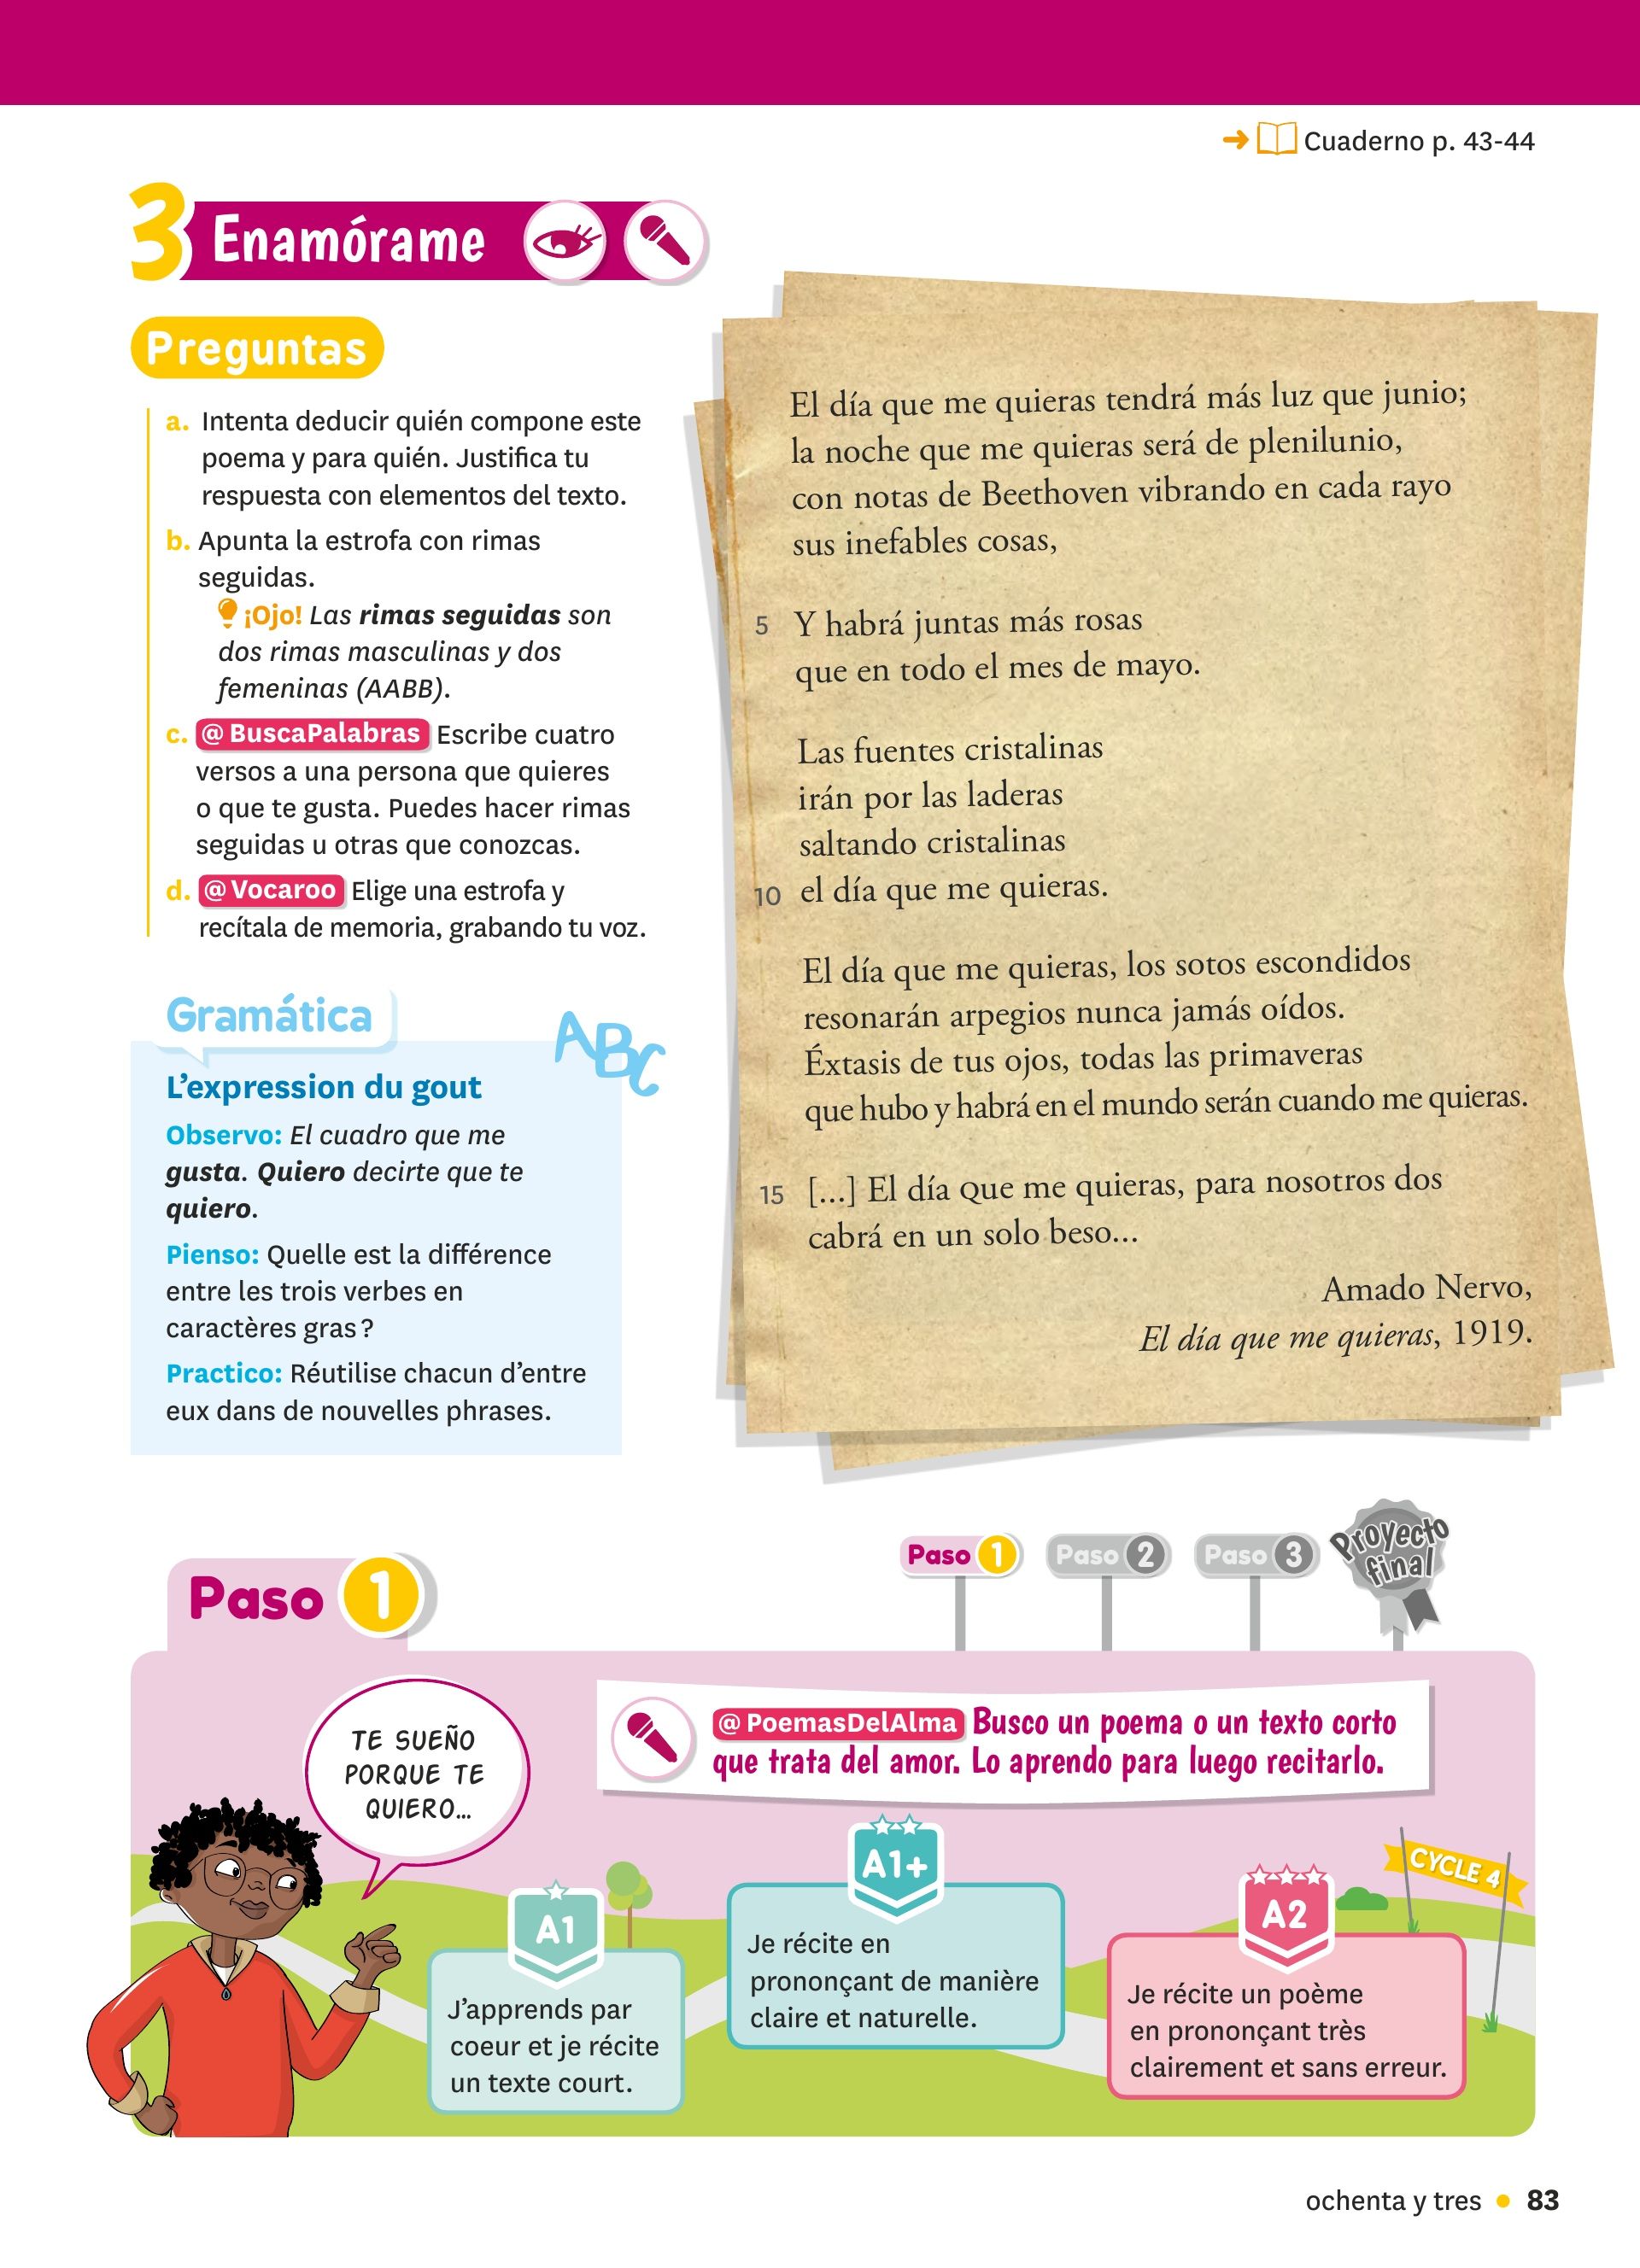 Cuaderno p. 43-44
3 Enamórame
Preguntas
a. Intenta deducir quién compone este
poema y para quién. Justifica tu
respuesta con elementos del texto.
b. Apunta la estrofa con rimas
seguidas.
¡Ojo! Las rimas seguidas son
dos rimas masculinas y dos
femeninas (AABB).
c. @BuscaPalabras Escribe cuatro
versos a una persona que quieres
o que te gusta. Puedes hacer rimas
seguidas u otras que conozcas.
d. @Vocaroo Elige una estrofa y
recítala de memoria, grabando tu voz.
Gramática
ABC
L'expression du gout
Observo: El cuadro que me
gusta. Quiero decirte que te
quiero.
Pienso: Quelle est la différence
entre les trois verbes en
caractères gras ?
Practico: Réutilise chacun d'entre
eux dans de nouvelles phrases.
El día que me quieras tendrá más luz que junio;
la noche que me quieras será de plenilunio,
con notas de Beethoven vibrando en cada rayo
sus inefables cosas,
5 Y habrá juntas más rosas
que en todo el mes de mayo.
Las fuentes cristalinas
irán por las laderas
saltando cristalinas
10 el día que me quieras.
El día que me quieras, los sotos escondidos
resonarán arpegios nunca jamás oídos.
Éxtasis de tus ojos, todas las primaveras
que hubo y habrá en el mundo serán cuando me quieras.
15 [...] El día Que me quieras, para nosotros dos
cabrá en un solo beso...
Amado Nervo,
El día que me quieras, 1919.
Paso 1
Paso 1
Paso 2
Paso 3
Proyecto
final
TE SUEÑO
PORQUE TE
QUIERO...
@PoemasDelAlma Busco un poema o un texto corto
que trata del amor. Lo aprendo para luego recitarlo.
A1
J'apprends par
coeur et je récite
un texte court.
A1+
Je récite en
prononçant de manière
claire et naturelle.
A2
Je récite un poème
en prononçant très
clairement et sans erreur.
CYCLE 4
ochenta y tres • 83